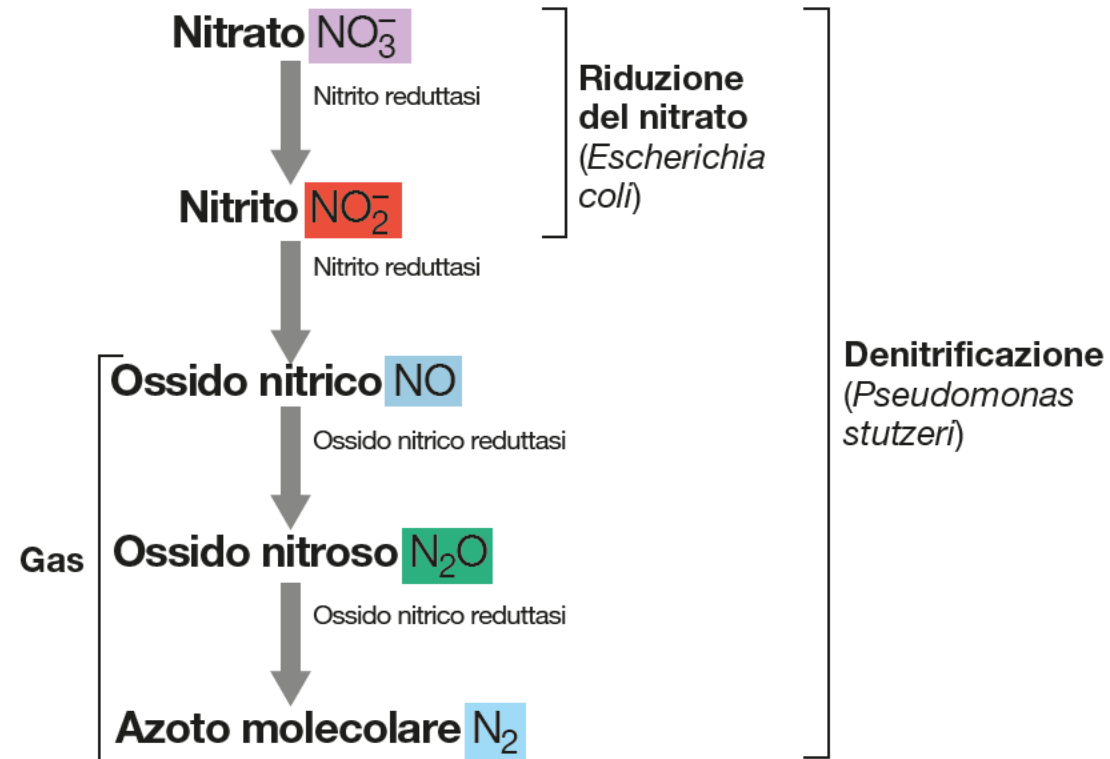 Nitrato NO₃⁻
Nitrito reduttasi
Riduzione
del nitrato
(Escherichia
coli)
Nitrito NO₂⁻
Nitrito reduttasi
Ossido nitrico NO
Denitrificazione
(Pseudomonas
stutzeri)
Ossido nitrico reduttasi
Gas
Ossido nitroso N₂O
Ossido nitrico reduttasi
Azoto molecolare N₂